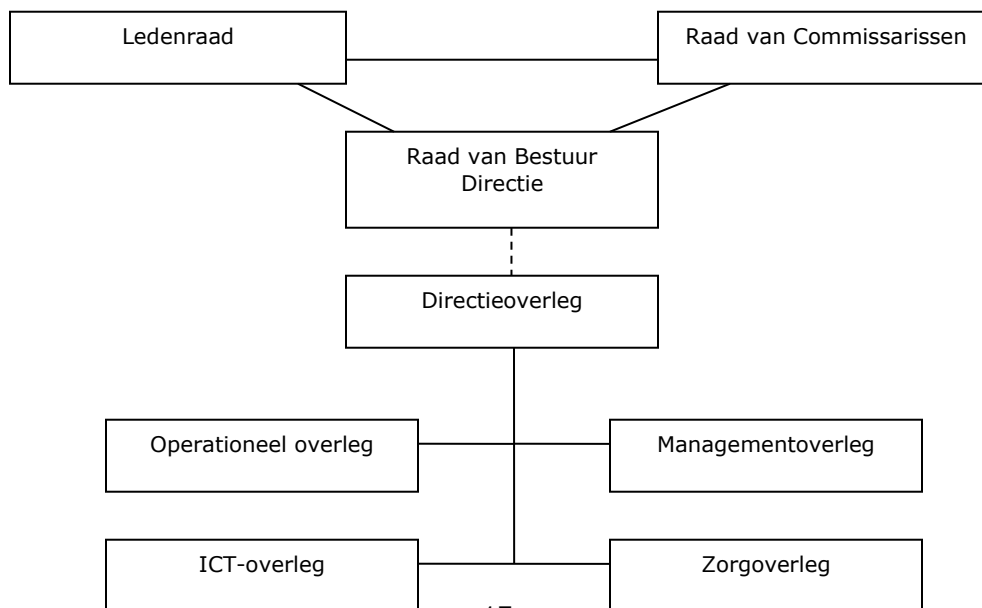 Ledenraad
Raad van Commissarissen
Raad van Bestuur
Directie
Directieoverleg
Operationeel overleg
Managementoverleg
ICT-overleg
Zorgoverleg